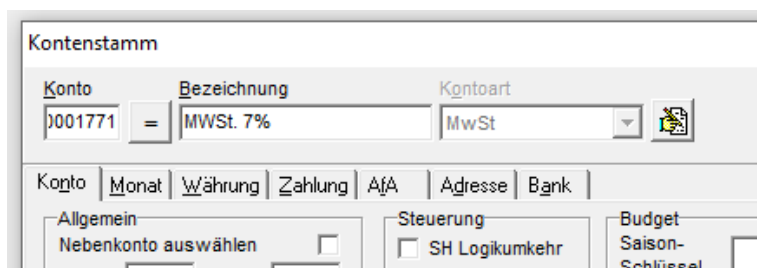 Kontenstamm
Konto Bezeichnung Kontoart
0001771 = MWSt. 7% MwSt
Konto Monat Währung Zahlung AfA Adresse Bank
Allgemein Steuerung Budget
Nebenkonto auswählen SH Logikumkehr Saison-
Schlüssel